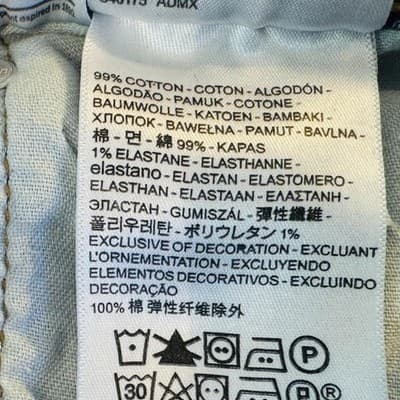 ADMX
99% COTTON - COTON - ALGODÓN -
ALGODÃO - PAMUK - COTONE -
BAUMWOLLE - KATOEN - BAMBAKI -
ХЛОПОК - BAWEŁNA - PAMUT - BAVLNA -
棉 - 면 - 綿 99% - KAPAS
1% ELASTANE - ELASTHANNE -
elastano - ELASTAN - ELASTOMERO -
ELASTHAN - ELASTAAN - ΕΛΑΣΤΑΝΗ -
ЭЛАСТАН - GUMISZÁL - 彈性纖維 -
폴리우레탄 - ポリウレタン 1%
EXCLUSIVE OF DECORATION - EXCLUANT
L'ORNEMENTATION - EXCLUYENDO
ELEMENTOS DECORATIVOS - EXCLUINDO
DECORAÇÃO
100% 棉 弹性纤维除外
P
30 ®